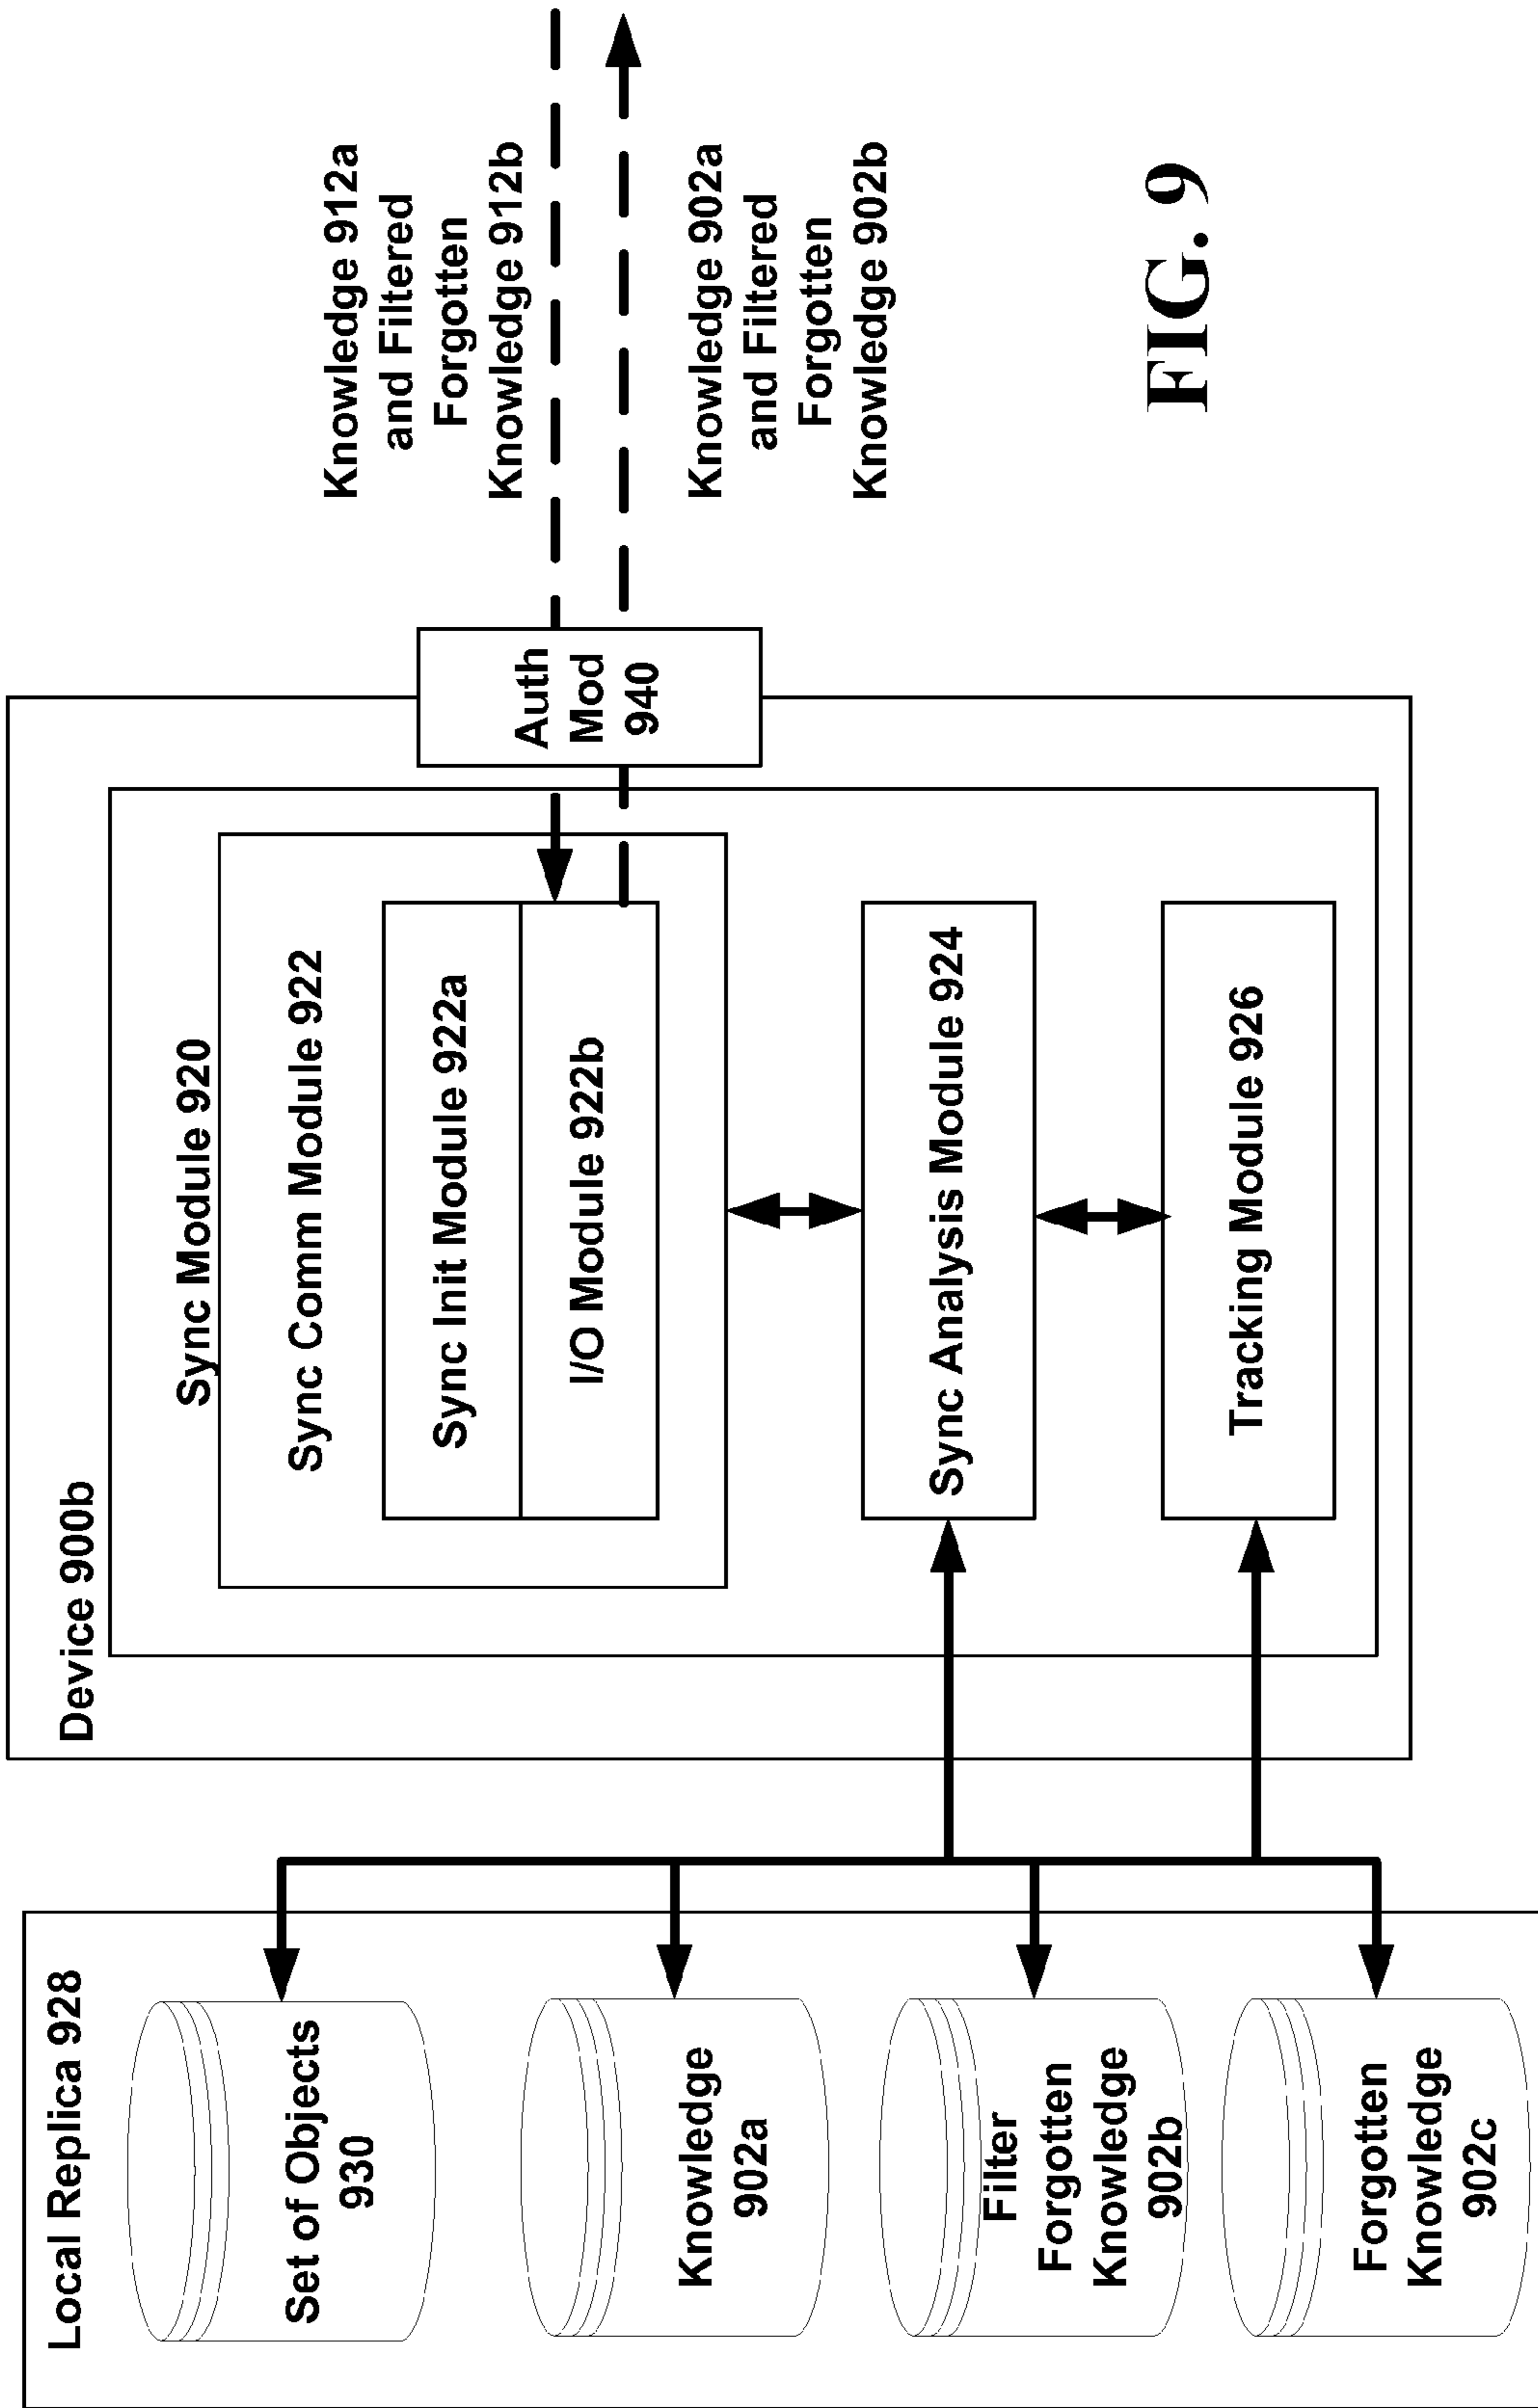 Local Replica 928
Set of Objects
930
Knowledge
902a
Filter
Forgotten
Knowledge
902b
Forgotten
Knowledge
902c
Device 900b
Sync Module 920
Sync Comm Module 922
Sync Init Module 922a
I/O Module 922b
Sync Analysis Module 924
Tracking Module 926
Auth
Mod
940
Knowledge 912a
and Filtered
Forgotten
Knowledge 912b
Knowledge 902a
and Filtered
Forgotten
Knowledge 902b
FIG. 9